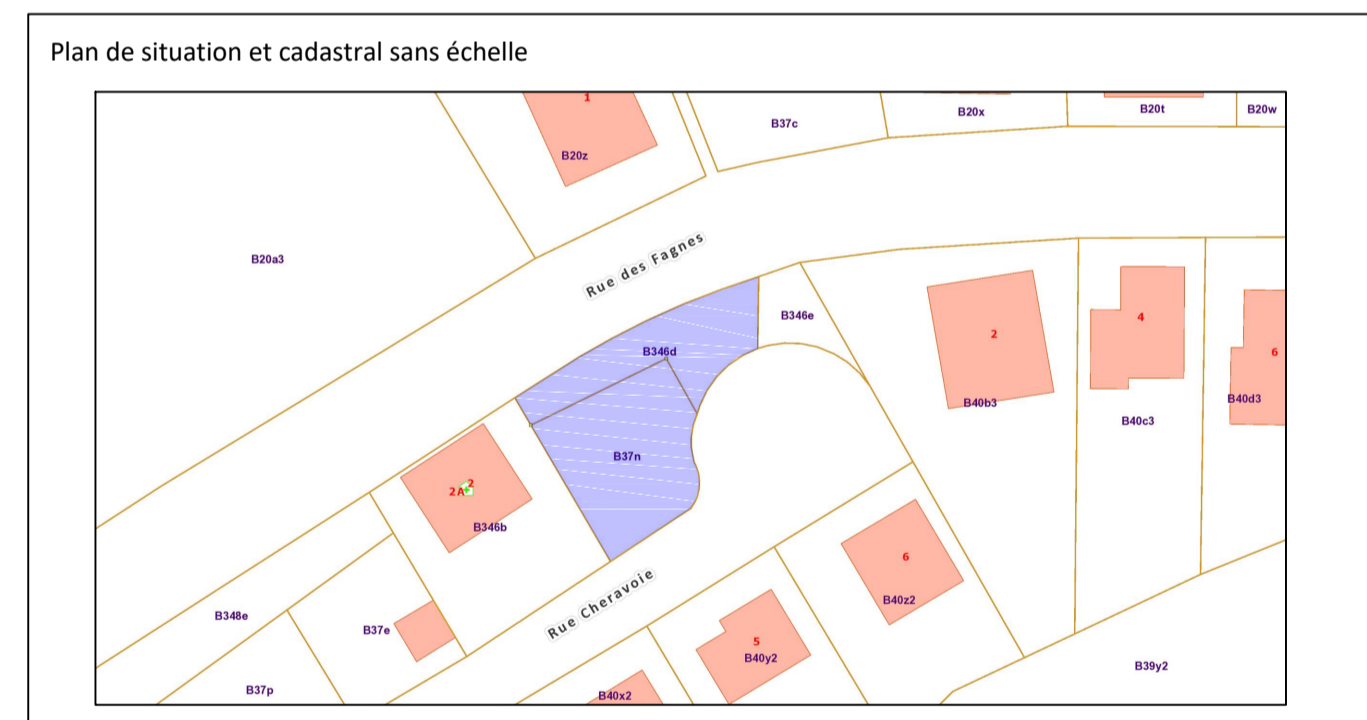 Plan de situation et cadastral sans échelle
1
B20z
B37c
B20x
B20t
B20w
B20a3
Rue des Fagnes
B346e
B346d
2
4
6
B40b3
B40d3
B40c3
B37n
2A
2
B346b
6
B40z2
Rue Cheravoie
B348e
B37e
5
B40y2
B39y2
B37p
B40x2